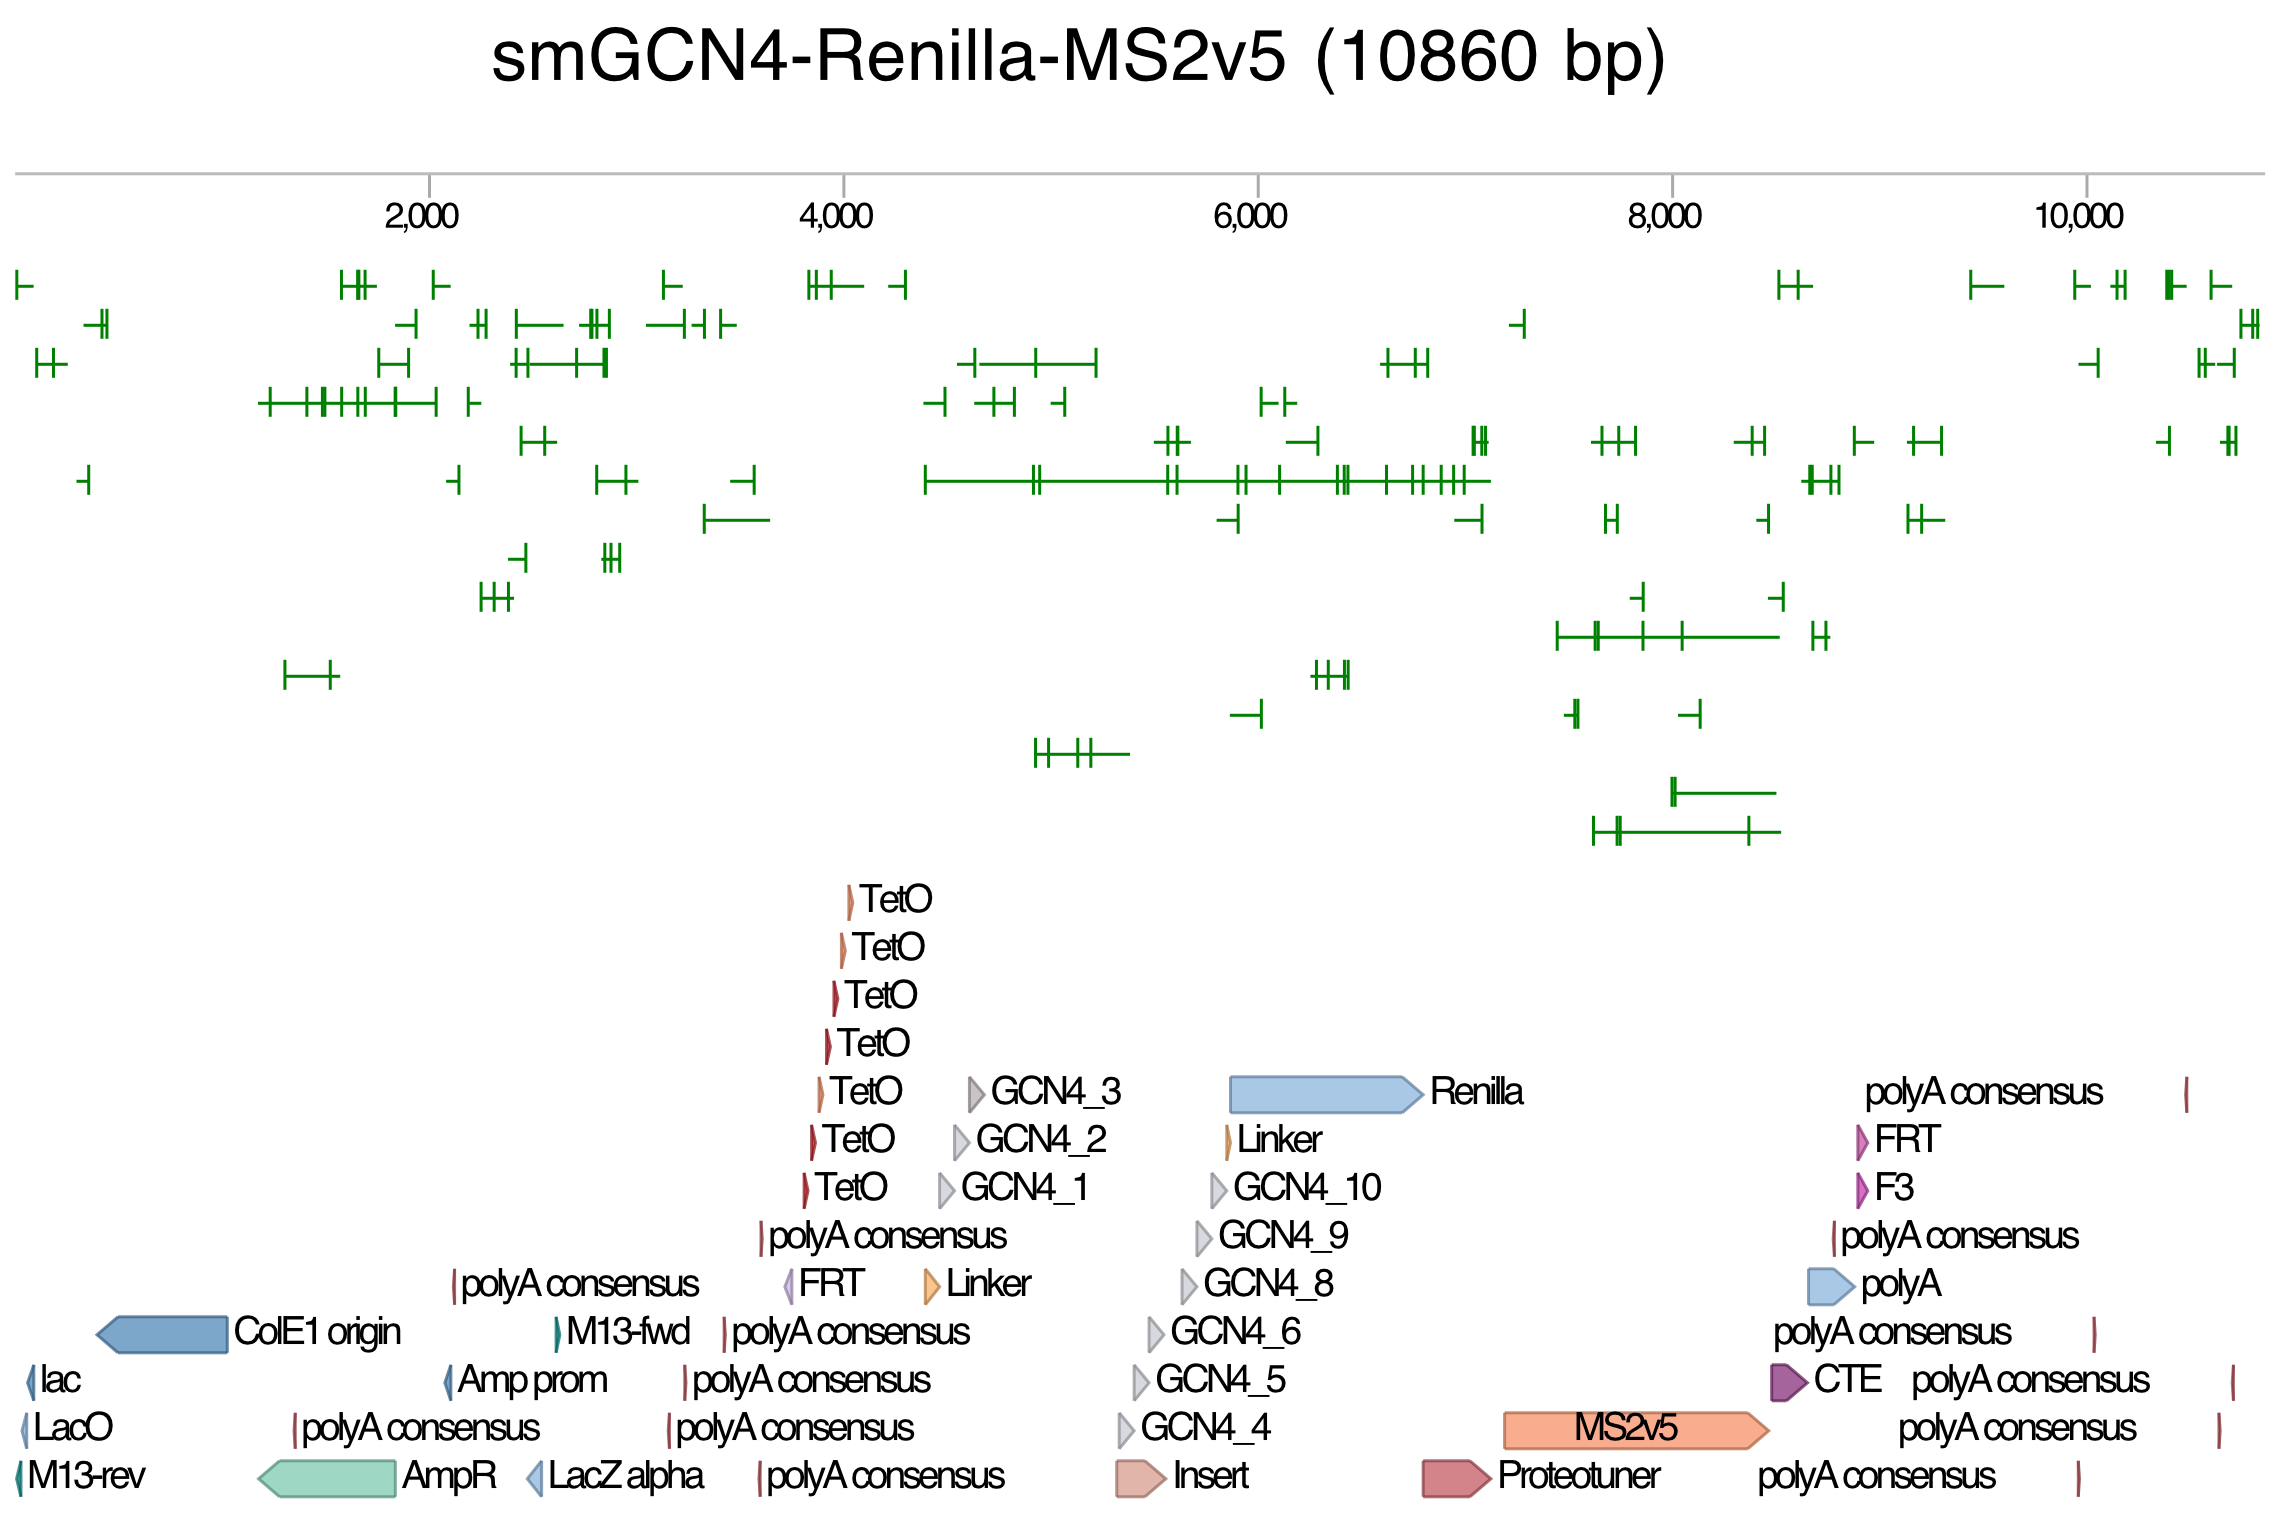 smGCN4-Renilla-MS2v5 (10860 bp)
2,000 4,000 6,000 8,000 10,000
TetO
TetO
TetO
TetO
TetO GCN4_3 Renilla polyA consensus
TetO GCN4_2 Linker FRT
TetO GCN4_1 GCN4_10 F3
polyA consensus GCN4_9 polyA consensus
polyA consensus FRT Linker GCN4_8 polyA
ColE1 origin M13-fwd polyA consensus GCN4_6 polyA consensus
lac Amp prom polyA consensus GCN4_5 CTE polyA consensus
LacO polyA consensus polyA consensus GCN4_4 MS2v5 polyA consensus
M13-rev AmpR LacZ alpha polyA consensus Insert Proteotuner polyA consensus